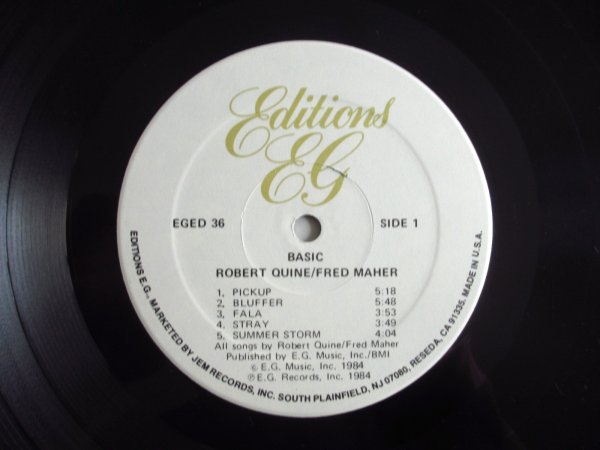 Editions
EG
EGED 36 SIDE 1
BASIC
ROBERT QUINE/FRED MAHER
1. PICKUP 5:18
2. BLUFFER 5:48
3. FALA 3:53
4. STRAY 3:49
5. SUMMER STORM 4:04
All songs by Robert Quine/Fred Maher
Published by E.G. Music, Inc./BMI
© E.G. Music, Inc. 1984
℗ E.G. Records, Inc. 1984
EDITIONS E.G., MARKETED BY JEM RECORDS, INC. SOUTH PLAINFIELD, NJ 07080, RESEDA, CA 91335. MADE IN U.S.A.